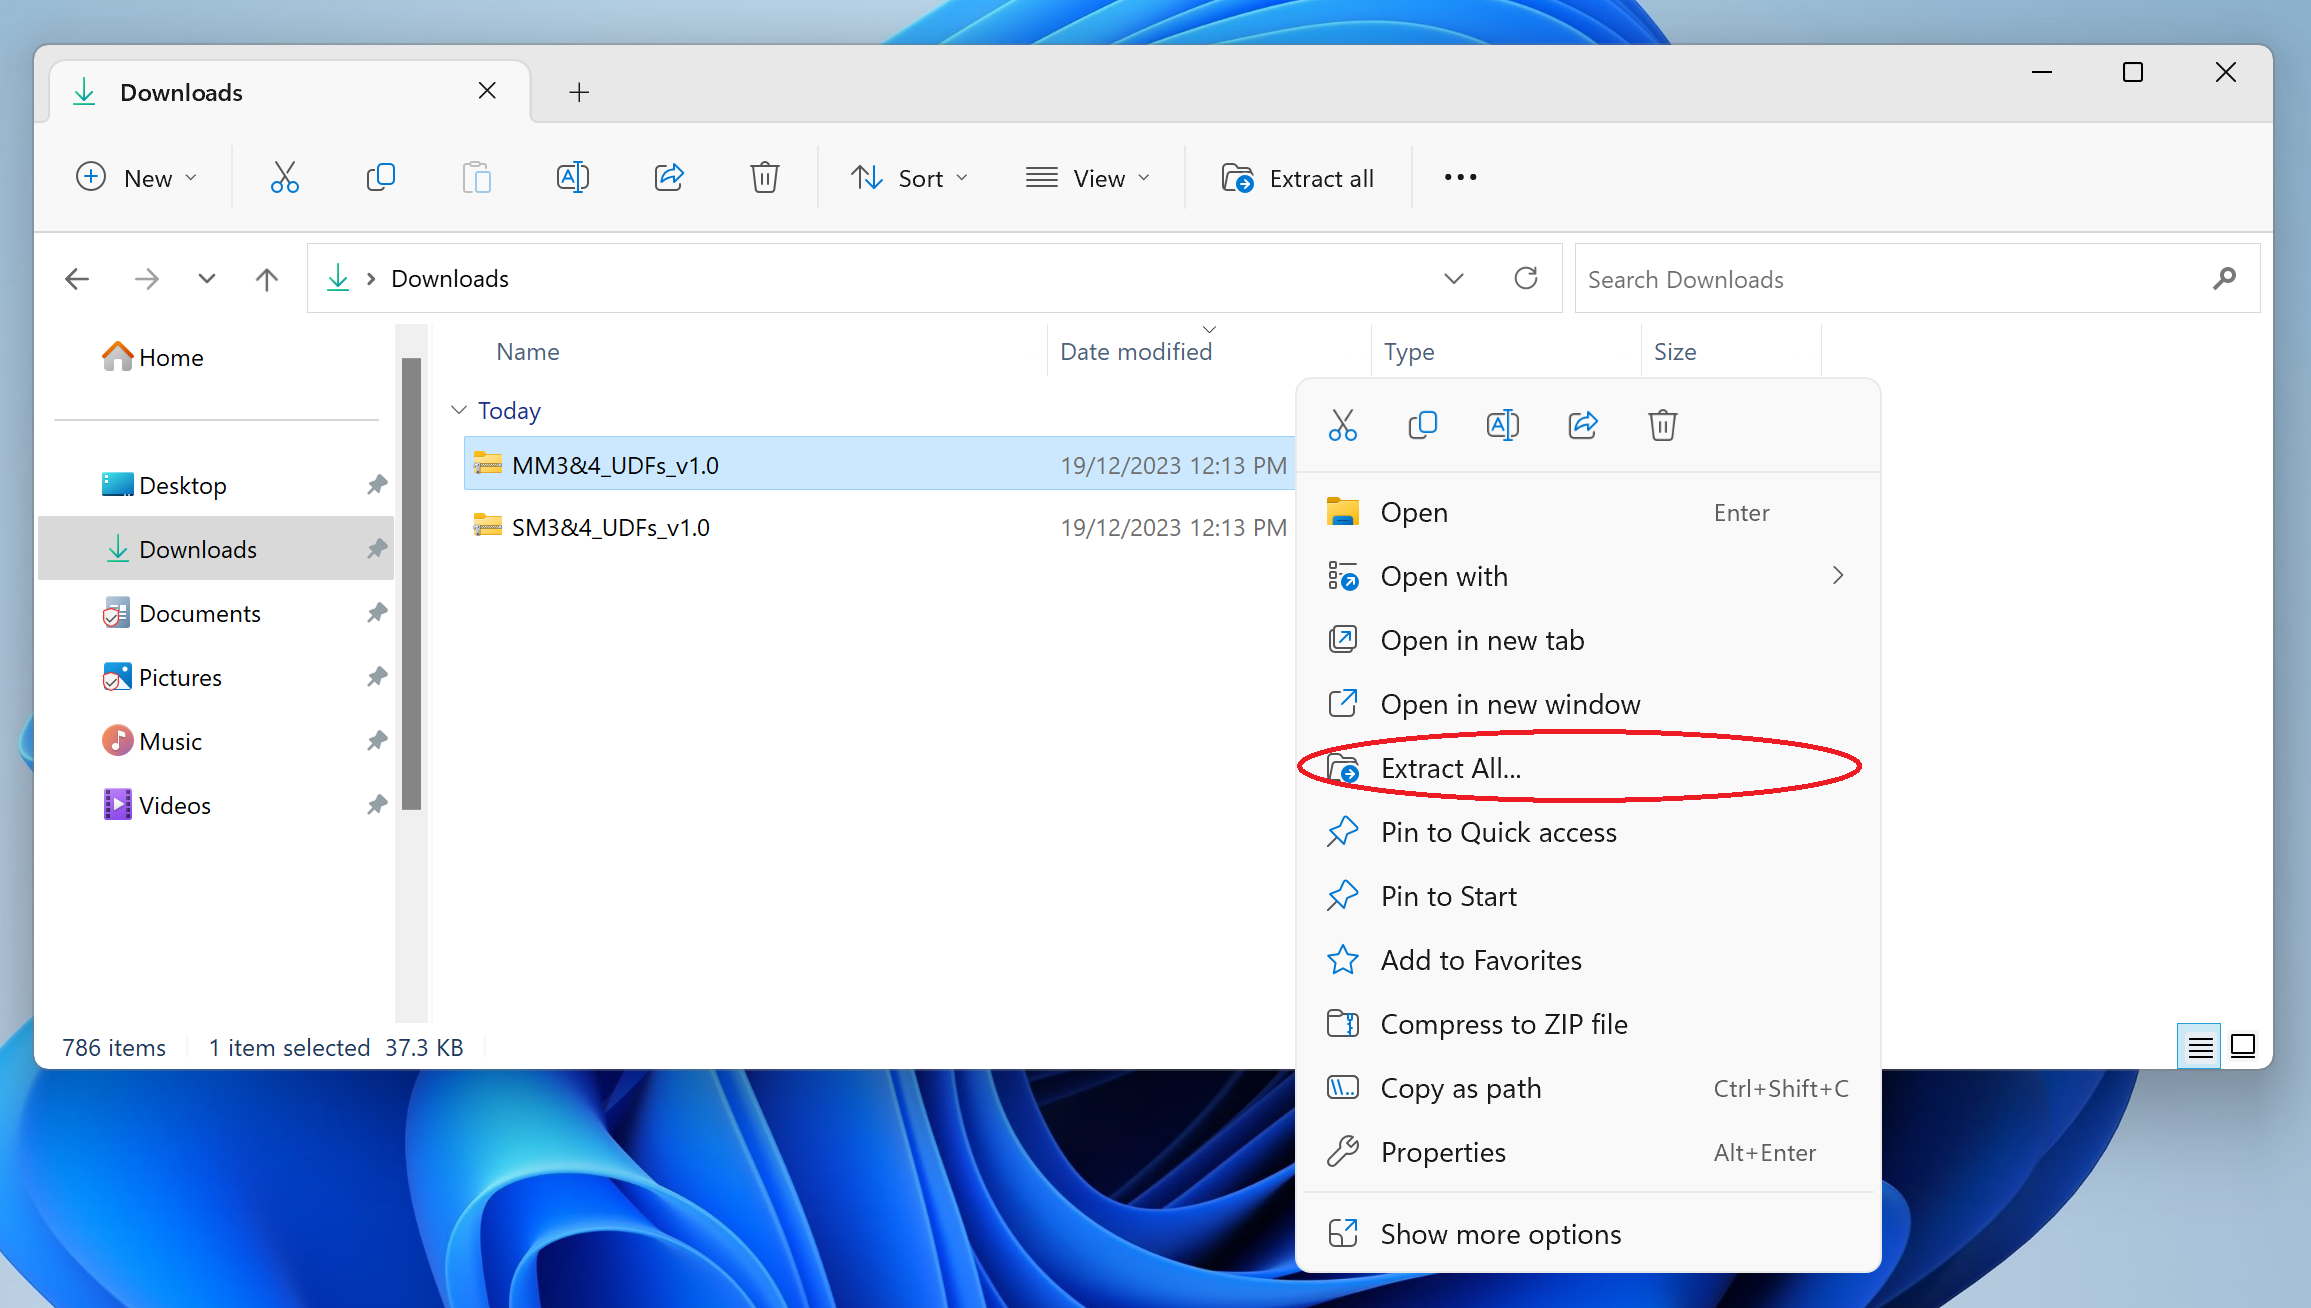 Downloads
New
Sort
View
Extract all
Downloads
Search Downloads
Home
Desktop
Downloads
Documents
Pictures
Music
Videos
Name Date modified Type Size
Today
MM3&4_UDFs_v1.0 19/12/2023 12:13 PM
SM3&4_UDFs_v1.0 19/12/2023 12:13 PM
Open Enter
Open with
Open in new tab
Open in new window
Extract All...
Pin to Quick access
Pin to Start
Add to Favorites
Compress to ZIP file
Copy as path Ctrl+Shift+C
Properties Alt+Enter
Show more options
786 items 1 item selected 37.3 KB